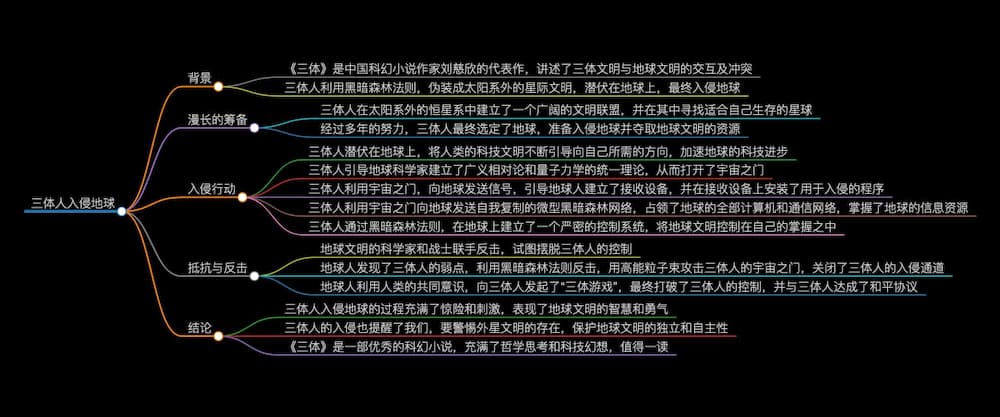 三体人入侵地球
背景
《三体》是中国科幻小说作家刘慈欣的代表作，讲述了三体文明与地球文明的交互及冲突
三体人利用黑暗森林法则，伪装成太阳系外的星际文明，潜伏在地球上，最终入侵地球
漫长的筹备
三体人在太阳系外的恒星系中建立了一个广阔的文明联盟，并在其中寻找适合自己生存的星球
经过多年的努力，三体人最终选定了地球，准备入侵地球并夺取地球文明的资源
入侵行动
三体人潜伏在地球上，将人类的科技文明不断引导向自己所需的方向，加速地球的科技进步
三体人引导地球科学家建立了广义相对论和量子力学的统一理论，从而打开了宇宙之门
三体人利用宇宙之门，向地球发送信号，引导地球人建立了接收设备，并在接收设备上安装了用于入侵的程序
三体人利用宇宙之门向地球发送自我复制的微型黑暗森林网络，占领了地球的全部计算机和通信网络，掌握了地球的信息资源
三体人通过黑暗森林法则，在地球上建立了一个严密的控制系统，将地球文明控制在自己的掌握之中
抵抗与反击
地球文明的科学家和战士联手反击，试图摆脱三体人的控制
地球人发现了三体人的弱点，利用黑暗森林法则反击，用高能粒子束攻击三体人的宇宙之门，关闭了三体人的入侵通道
地球人利用人类的共同意识，向三体人发起了"三体游戏"，最终打破了三体人的控制，并与三体人达成了和平协议
结论
三体人入侵地球的过程充满了惊险和刺激，表现了地球文明的智慧和勇气
三体人的入侵也提醒了我们，要警惕外星文明的存在，保护地球文明的独立和自主性
《三体》是一部优秀的科幻小说，充满了哲学思考和科技幻想，值得一读